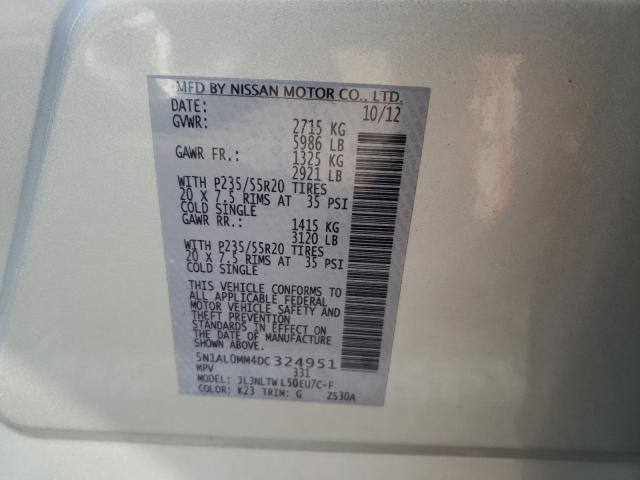 MFD BY NISSAN MOTOR CO., LTD.
DATE: 10/12
GVWR: 2715 KG
5986 LB
GAWR FR.: 1325 KG
2921 LB
WITH P235/55R20 TIRES
20 X 7.5 RIMS AT 35 PSI
COLD SINGLE
GAWR RR.: 1415 KG
3120 LB
WITH P235/55R20 TIRES
20 X 7.5 RIMS AT 35 PSI
COLD SINGLE
THIS VEHICLE CONFORMS TO
ALL APPLICABLE FEDERAL
MOTOR VEHICLE SAFETY AND
THEFT PREVENTION
STANDARDS IN EFFECT ON
THE DATE OF MANUFACTURE
SHOWN ABOVE.
5N1AL0MM4DC324951
MPV 331
MODEL: JLJNLTWL50EU7C-F
COLOR: K23 TRIM: G ZS30A